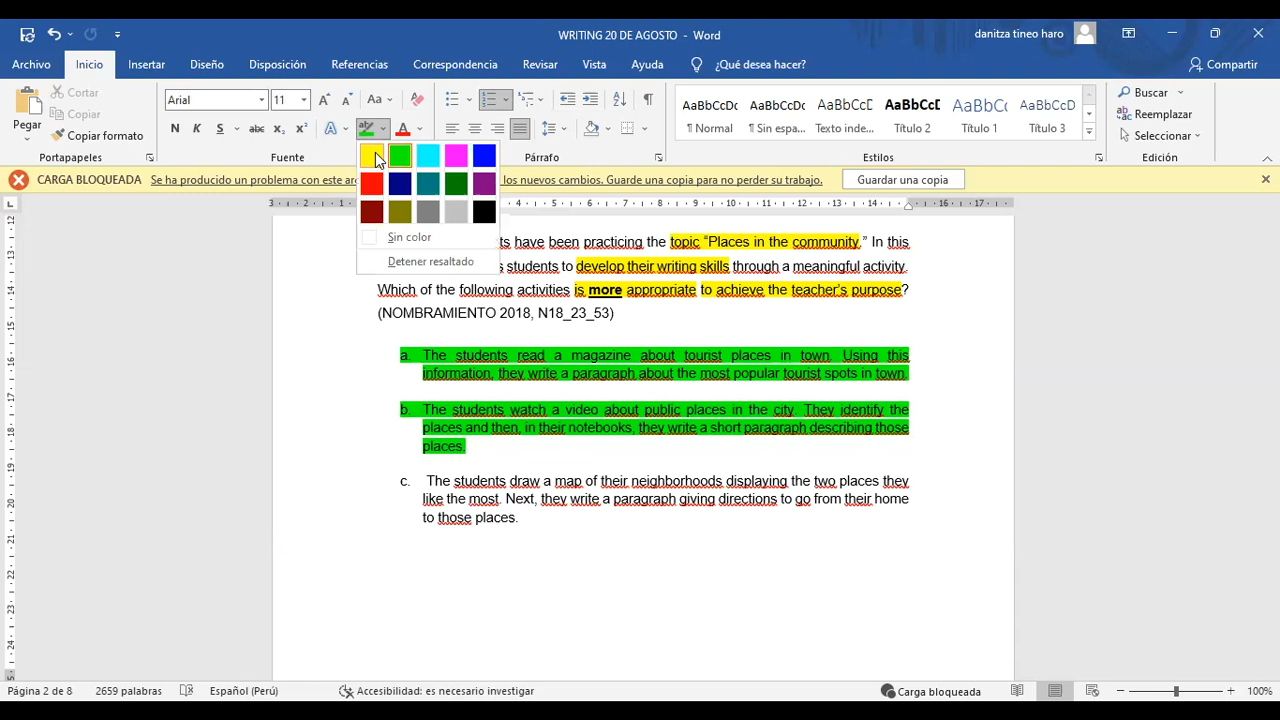 WRITING 20 DE AGOSTO - Word
danitza tineo haro
Archivo
Inicio
Insertar
Diseño
Disposición
Referencias
Correspondencia
Revisar
Vista
Ayuda
¿Qué desea hacer?
Compartir
Pegar
Cortar
Copiar
Copiar formato
Portapapeles
Arial
11
Aa
N
K
S
abc
x₂
x²
A
Fuente
Párrafo
AaBbCcDc
¶ Normal
AaBbCcDc
¶ Sin espa...
AaBbCcDc
Título
AaBbCcD
Título 2
AaBbCcD
Título 1
AaBbCcDc
Título 3
Estilos
Buscar
Reemplazar
Seleccionar
Edición
Sin color
Detener resaltado
CARGA BLOQUEADA
Se ha producido un problema con este
los nuevos cambios. Guarde una copia para no perder su trabajo.
Guardar una copia
have been practicing the topic “Places in the community.” In this
students to develop their writing skills through a meaningful activity.
Which of the following activities is more appropriate to achieve the teacher’s purpose?
(NOMBRAMIENTO 2018, N18_23_53)
a. The students read a magazine about tourist places in town. Using this
information, they write a paragraph about the most popular tourist spots in town.
b. The students watch a video about public places in the city. They identify the
places and then, in their notebooks, they write a short paragraph describing those
places.
c. The students draw a map of their neighborhoods displaying the two places they
like the most. Next, they write a paragraph giving directions to go from their home
to those places.
Página 2 de 8
2659 palabras
Español (Perú)
Accesibilidad: es necesario investigar
Carga bloqueada
100%